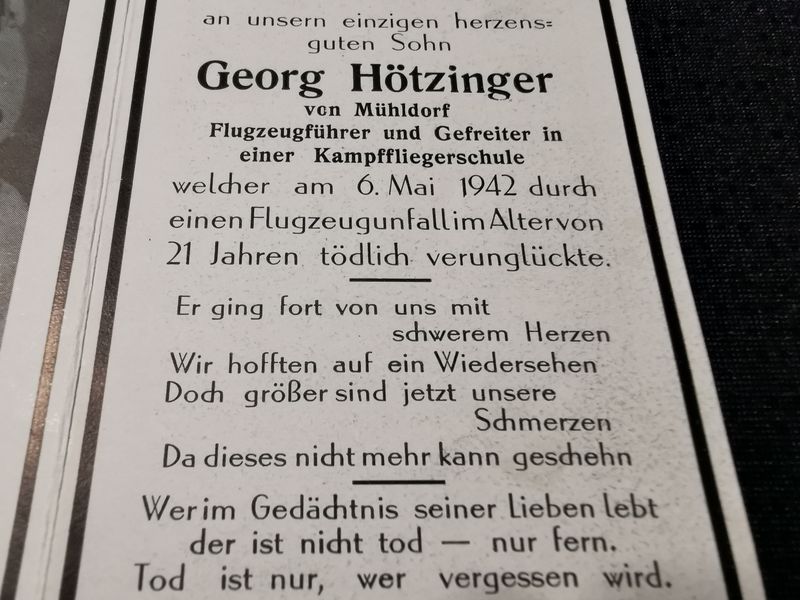 an unsern einzigen herzens=
guten Sohn
Georg Hötzinger
von Mühldorf
Flugzeugführer und Gefreiter in
einer Kampffliegerschule
welcher am 6. Mai 1942 durch
einen Flugzeugunfall im Alter von
21 Jahren tödlich verunglückte.
Er ging fort von uns mit
schwerem Herzen
Wir hofften auf ein Wiedersehen
Doch größer sind jetzt unsere
Schmerzen
Da dieses nicht mehr kann geschehn
Wer im Gedächtnis seiner Lieben lebt
der ist nicht tod — nur fern.
Tod ist nur, wer vergessen wird.